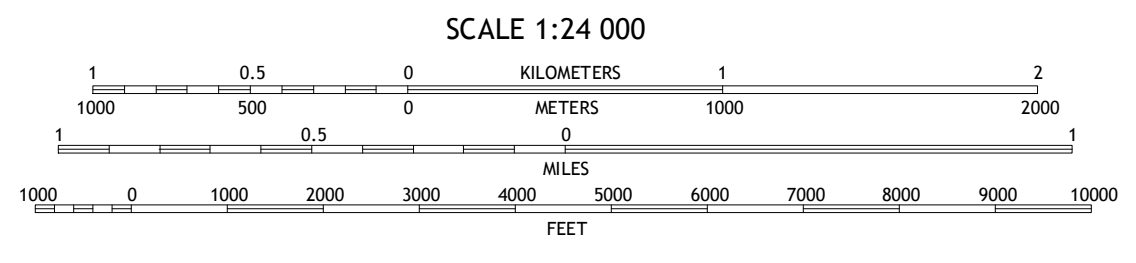 SCALE 1:24 000
1 0.5 0 KILOMETERS 1 2
1000 500 0 METERS 1000 2000
1 0.5 0 1
MILES
1000 0 1000 2000 3000 4000 5000 6000 7000 8000 9000 10000
FEET